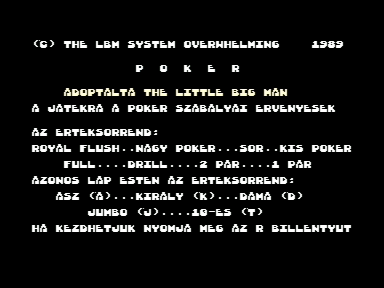 (C) THE LBM SYSTEM OVERWHELMING 1989
P O K E R
ADOPTALTA THE LITTLE BIG MAN
A JATEKRA A POKER SZABALYAI ERVENYESEK
AZ ERTEKSORREND:
ROYAL FLUSH..NAGY POKER...SOR..KIS POKER
FULL....DRILL....2 PAR....1 PAR
AZONOS LAP ESTEN AZ ERTEKSORREND:
ASZ (A)...KIRALY (K)...DAMA (D)
JUMBO (J)....10-ES (T)
HA KEZDHETJUK NYOMJA MEG AZ R BILLENTYUT